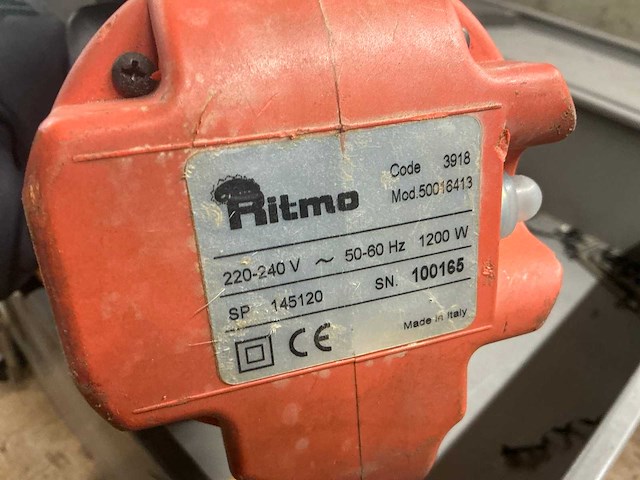 Ritmo
Code 3918
Mod.50016413
220-240 V ~ 50-60 Hz 1200 W
SP 145120 SN. 100165
CE
Made in Italy